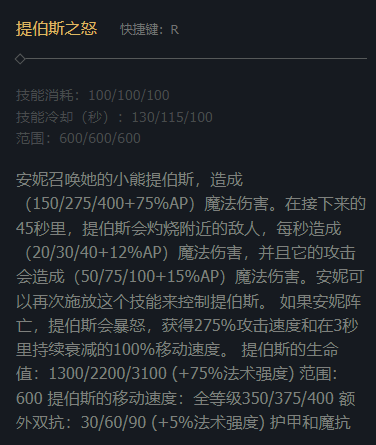 提伯斯之怒 快捷键：R
技能消耗：100/100/100
技能冷却（秒）：130/115/100
范围：600/600/600
安妮召唤她的小熊提伯斯，造成
（150/275/400+75%AP）魔法伤害。在接下来的
45秒里，提伯斯会灼烧附近的敌人，每秒造成
（20/30/40+12%AP）魔法伤害，并且它的攻击
会造成（50/75/100+15%AP）魔法伤害。安妮可
以再次施放这个技能来控制提伯斯。 如果安妮阵
亡，提伯斯会暴怒，获得275%攻击速度和在3秒
里持续衰减的100%移动速度。 提伯斯的生命
值：1300/2200/3100 (+75%法术强度) 范围：
600 提伯斯的移动速度：全等级350/375/400 额
外双抗：30/60/90 (+5%法术强度) 护甲和魔抗